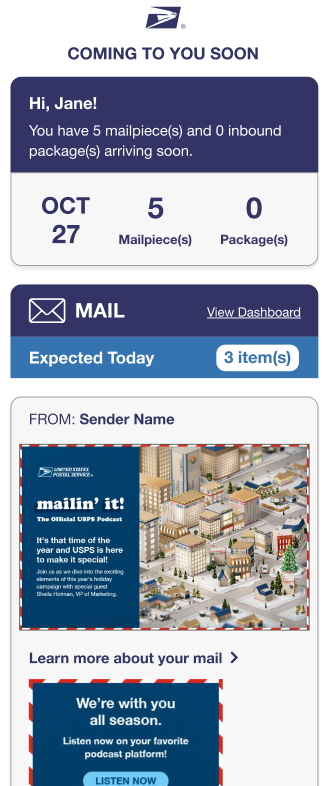 COMING TO YOU SOON
Hi, Jane!
You have 5 mailpiece(s) and 0 inbound
package(s) arriving soon.
OCT
27
5
Mailpiece(s)
0
Package(s)
MAIL
View Dashboard
Expected Today
3 item(s)
FROM: Sender Name
UNITED STATES
POSTAL SERVICE®
mailin' it!
The Official USPS Podcast
It's that time of the
year and USPS is here
to make it special!
Join us as we dive into the exciting
elements of this year's holiday
campaign with special guest
Sheila Holman, VP of Marketing.
Learn more about your mail >
We're with you
all season.
Listen now on your favorite
podcast platform!
LISTEN NOW